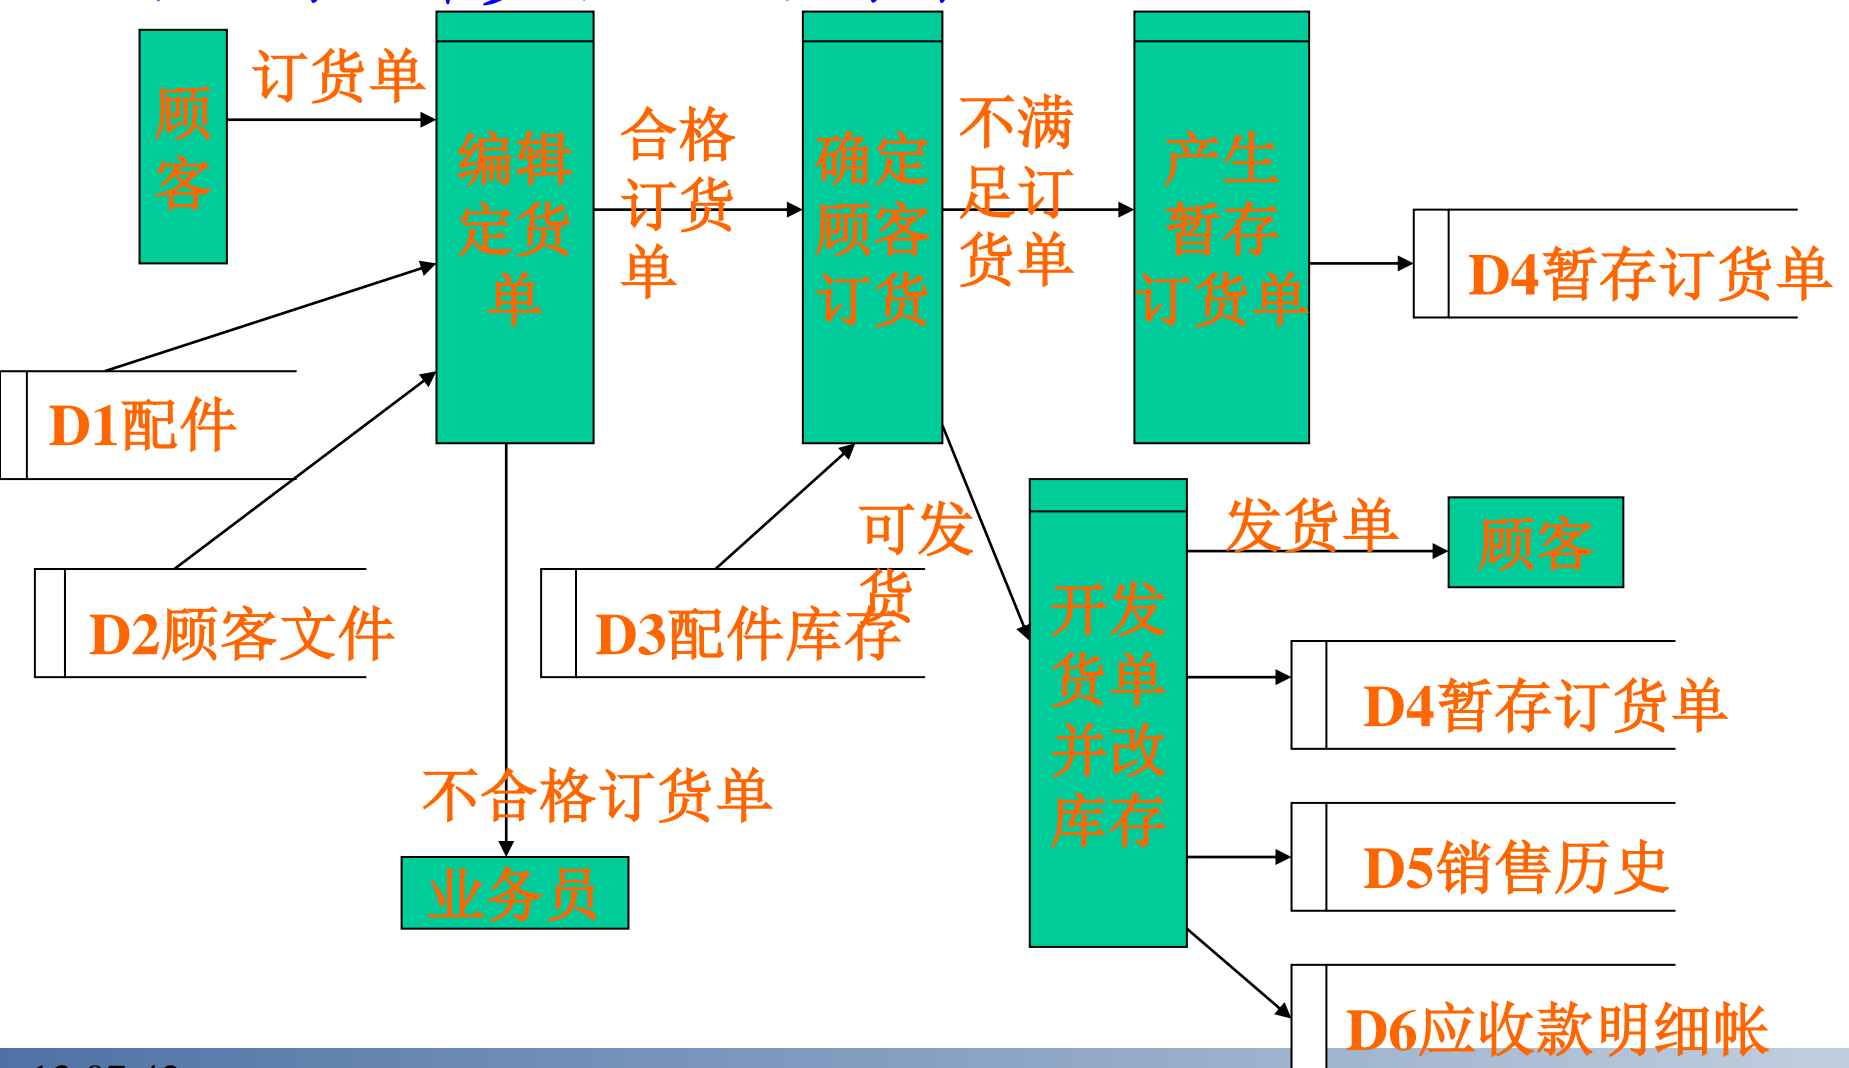 顾
客
订货单
编辑
定货
单
合格
订货
单
确定
顾客
订货
不满
足订
货单
产生
暂存
订货单
D4暂存订货单
D1配件
D2顾客文件
D3配件库存
可发
货
开发
货单
并改
库存
发货单
顾客
D4暂存订货单
D5销售历史
D6应收款明细帐
不合格订货单
业务员